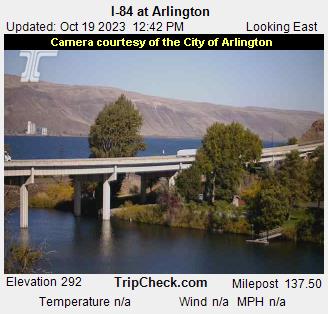 I-84 at Arlington
Updated: Oct 19 2023 12:42 PM Looking East
Camera courtesy of the City of Arlington
Elevation 292 TripCheck.com Milepost 137.50
Temperature n/a Wind n/a MPH n/a